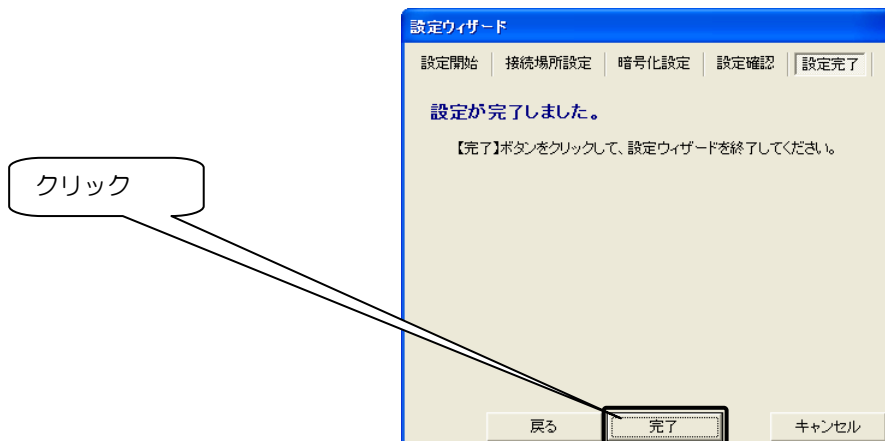 設定ウィザード
設定開始 接続場所設定 暗号化設定 設定確認 設定完了
設定が完了しました。
【完了】ボタンをクリックして、設定ウィザードを終了してください。
クリック
戻る 完了 キャンセル